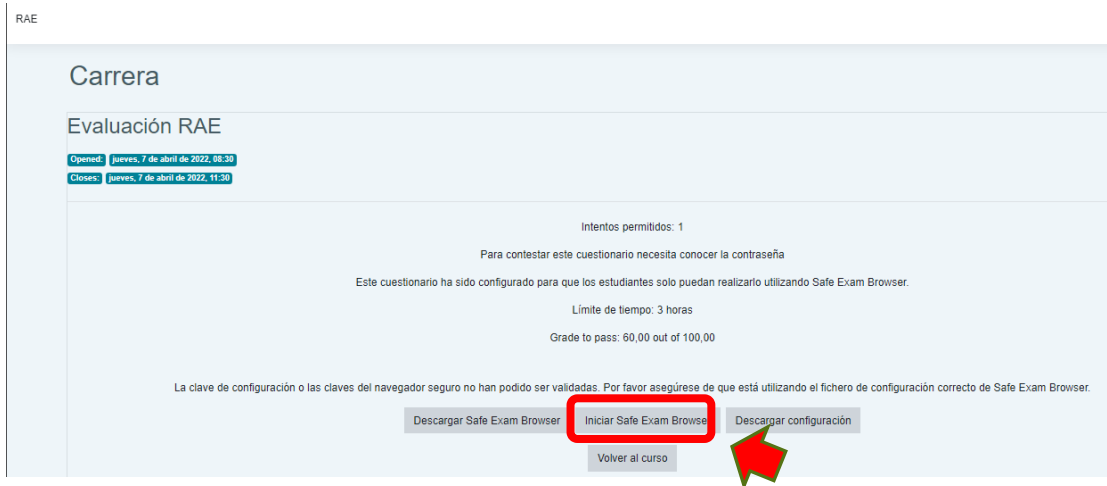 RAE
Carrera
Evaluación RAE
Opened: jueves, 7 de abril de 2022, 08:30
Closes: jueves, 7 de abril de 2022, 11:30
Intentos permitidos: 1
Para contestar este cuestionario necesita conocer la contraseña
Este cuestionario ha sido configurado para que los estudiantes solo puedan realizarlo utilizando Safe Exam Browser.
Límite de tiempo: 3 horas
Grade to pass: 60,00 out of 100,00
La clave de configuración o las claves del navegador seguro no han podido ser validadas. Por favor asegúrese de que está utilizando el fichero de configuración correcto de Safe Exam Browser.
Descargar Safe Exam Browser Iniciar Safe Exam Browser Descargar configuración
Volver al curso